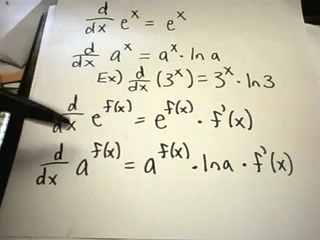 d/dx e^x = e^x
d/dx a^x = a^x · ln a
Ex) d/dx (3^x) = 3^x · ln 3
d/dx e^f(x) = e^f(x) · f'(x)
d/dx a^f(x) = a^f(x) · ln a · f'(x)